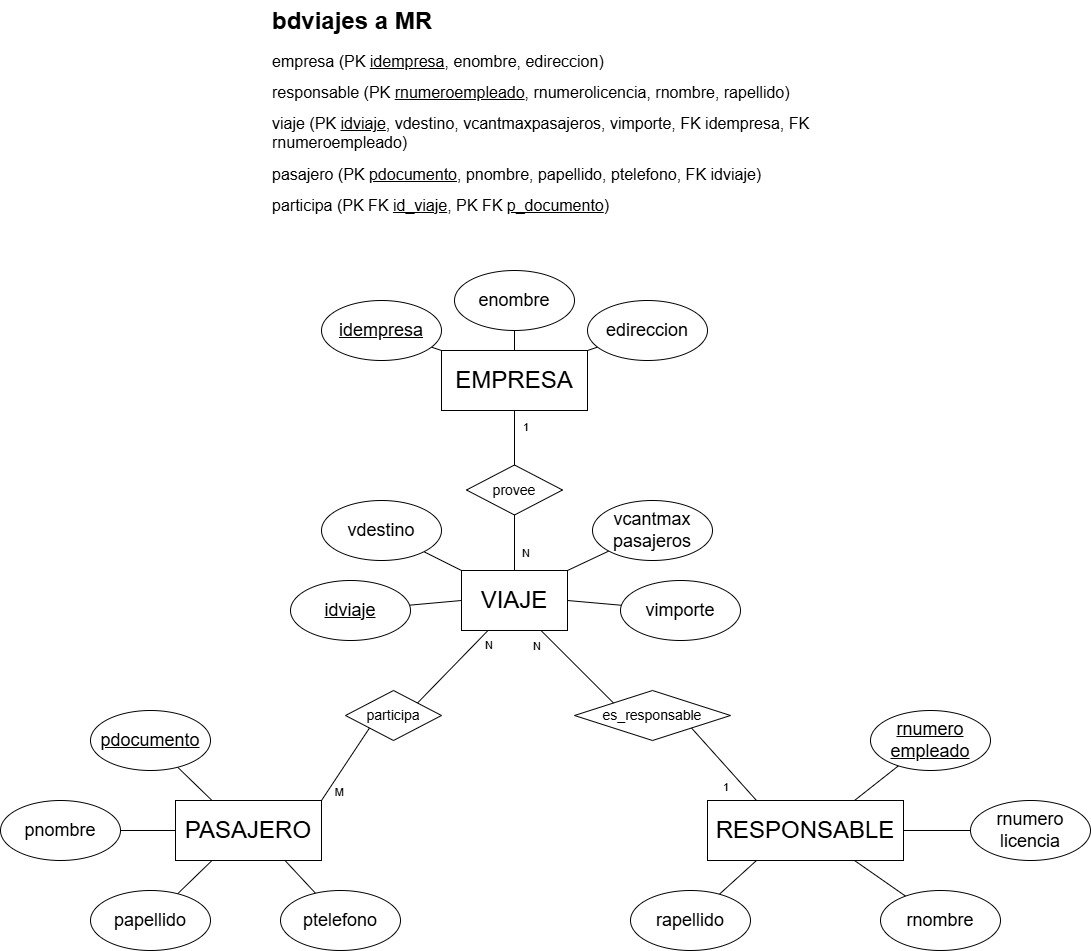 bdviajes a MR
empresa (PK idempresa, enombre, edireccion)
responsable (PK rnumeroempleado, rnumerolicencia, rnombre, rapellido)
viaje (PK idviaje, vdestino, vcantmaxpasajeros, vimporte, FK idempresa, FK
rnumeroempleado)
pasajero (PK pdocumento, pnombre, papellido, ptelefono, FK idviaje)
participa (PK FK id_viaje, PK FK p_documento)
enombre
idempresa
edireccion
EMPRESA
1
provee
vdestino
vcantmax
pasajeros
N
VIAJE
idviaje
vimporte
N
N
participa
es_responsable
pdocumento
rnumero
empleado
M
1
pnombre
PASAJERO
RESPONSABLE
rnumero
licencia
papellido
ptelefono
rapellido
rnombre